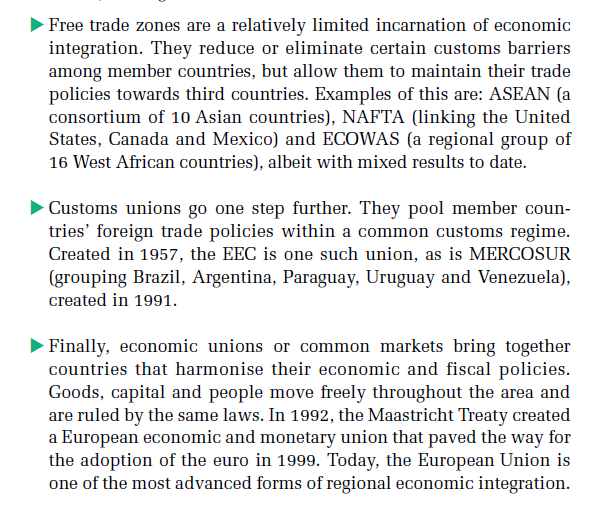 ▶ Free trade zones are a relatively limited incarnation of economic
integration. They reduce or eliminate certain customs barriers
among member countries, but allow them to maintain their trade
policies towards third countries. Examples of this are: ASEAN (a
consortium of 10 Asian countries), NAFTA (linking the United
States, Canada and Mexico) and ECOWAS (a regional group of
16 West African countries), albeit with mixed results to date.
▶ Customs unions go one step further. They pool member coun-
tries' foreign trade policies within a common customs regime.
Created in 1957, the EEC is one such union, as is MERCOSUR
(grouping Brazil, Argentina, Paraguay, Uruguay and Venezuela),
created in 1991.
▶ Finally, economic unions or common markets bring together
countries that harmonise their economic and fiscal policies.
Goods, capital and people move freely throughout the area and
are ruled by the same laws. In 1992, the Maastricht Treaty created
a European economic and monetary union that paved the way for
the adoption of the euro in 1999. Today, the European Union is
one of the most advanced forms of regional economic integration.